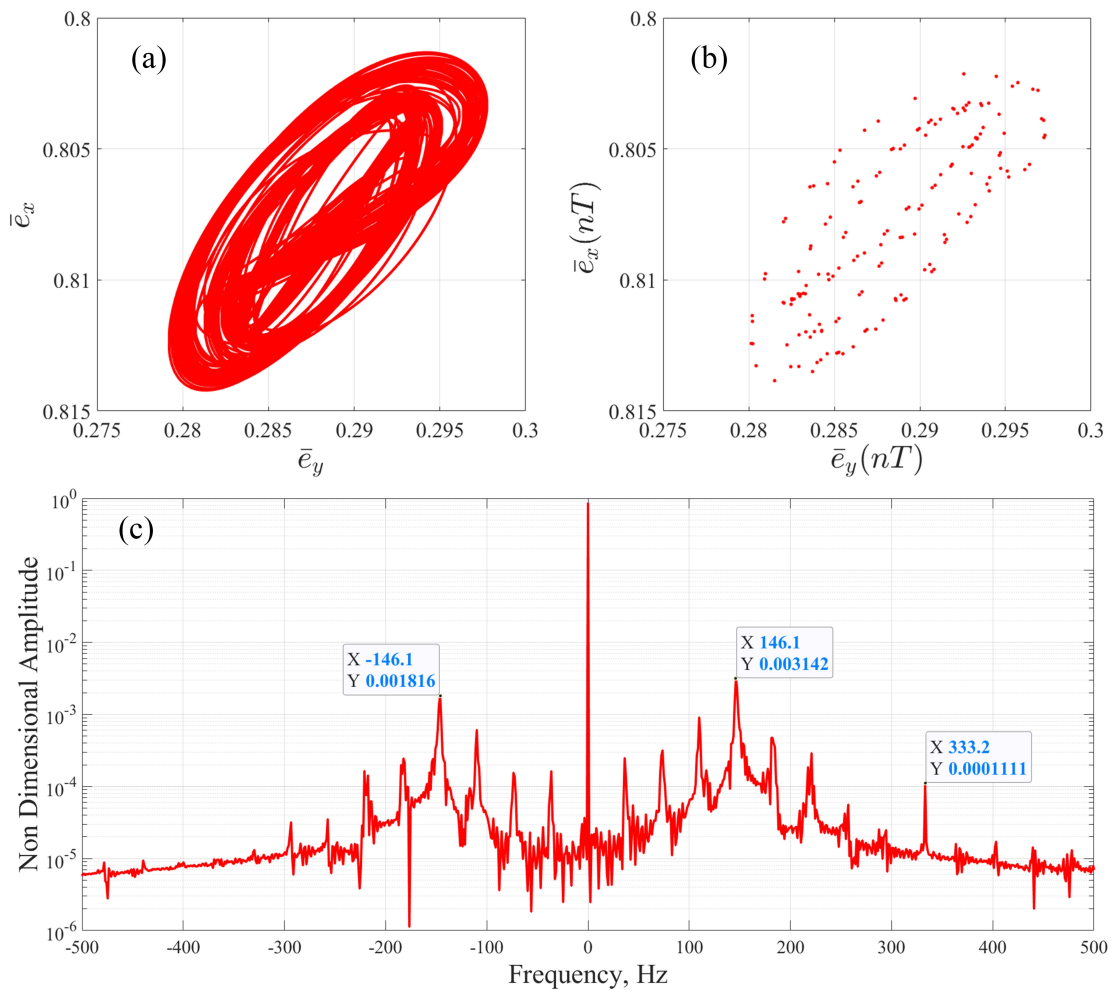 (a)
0.8
0.805
0.81
0.815
ē_x
0.275
0.28
0.285
0.29
0.295
0.3
ē_y
(b)
0.8
0.805
0.81
0.815
ē_x(nT)
0.275
0.28
0.285
0.29
0.295
0.3
ē_y(nT)
(c)
Non Dimensional Amplitude
10^0
10^-1
10^-2
10^-3
10^-4
10^-5
10^-6
X -146.1
Y 0.001816
X 146.1
Y 0.003142
X 333.2
Y 0.0001111
-500
-400
-300
-200
-100
0
100
200
300
400
500
Frequency, Hz